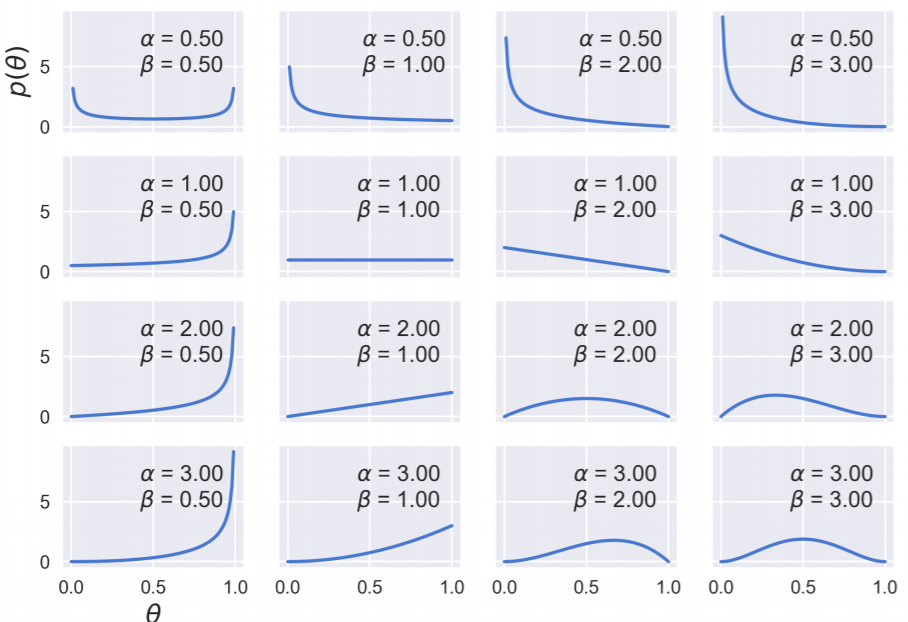 p(θ)
5
0
α = 0.50
β = 0.50
α = 0.50
β = 1.00
α = 0.50
β = 2.00
α = 0.50
β = 3.00
5
0
α = 1.00
β = 0.50
α = 1.00
β = 1.00
α = 1.00
β = 2.00
α = 1.00
β = 3.00
5
0
α = 2.00
β = 0.50
α = 2.00
β = 1.00
α = 2.00
β = 2.00
α = 2.00
β = 3.00
5
0
α = 3.00
β = 0.50
α = 3.00
β = 1.00
α = 3.00
β = 2.00
α = 3.00
β = 3.00
0.0 0.5 1.0
0.0 0.5 1.0
0.0 0.5 1.0
0.0 0.5 1.0
θ